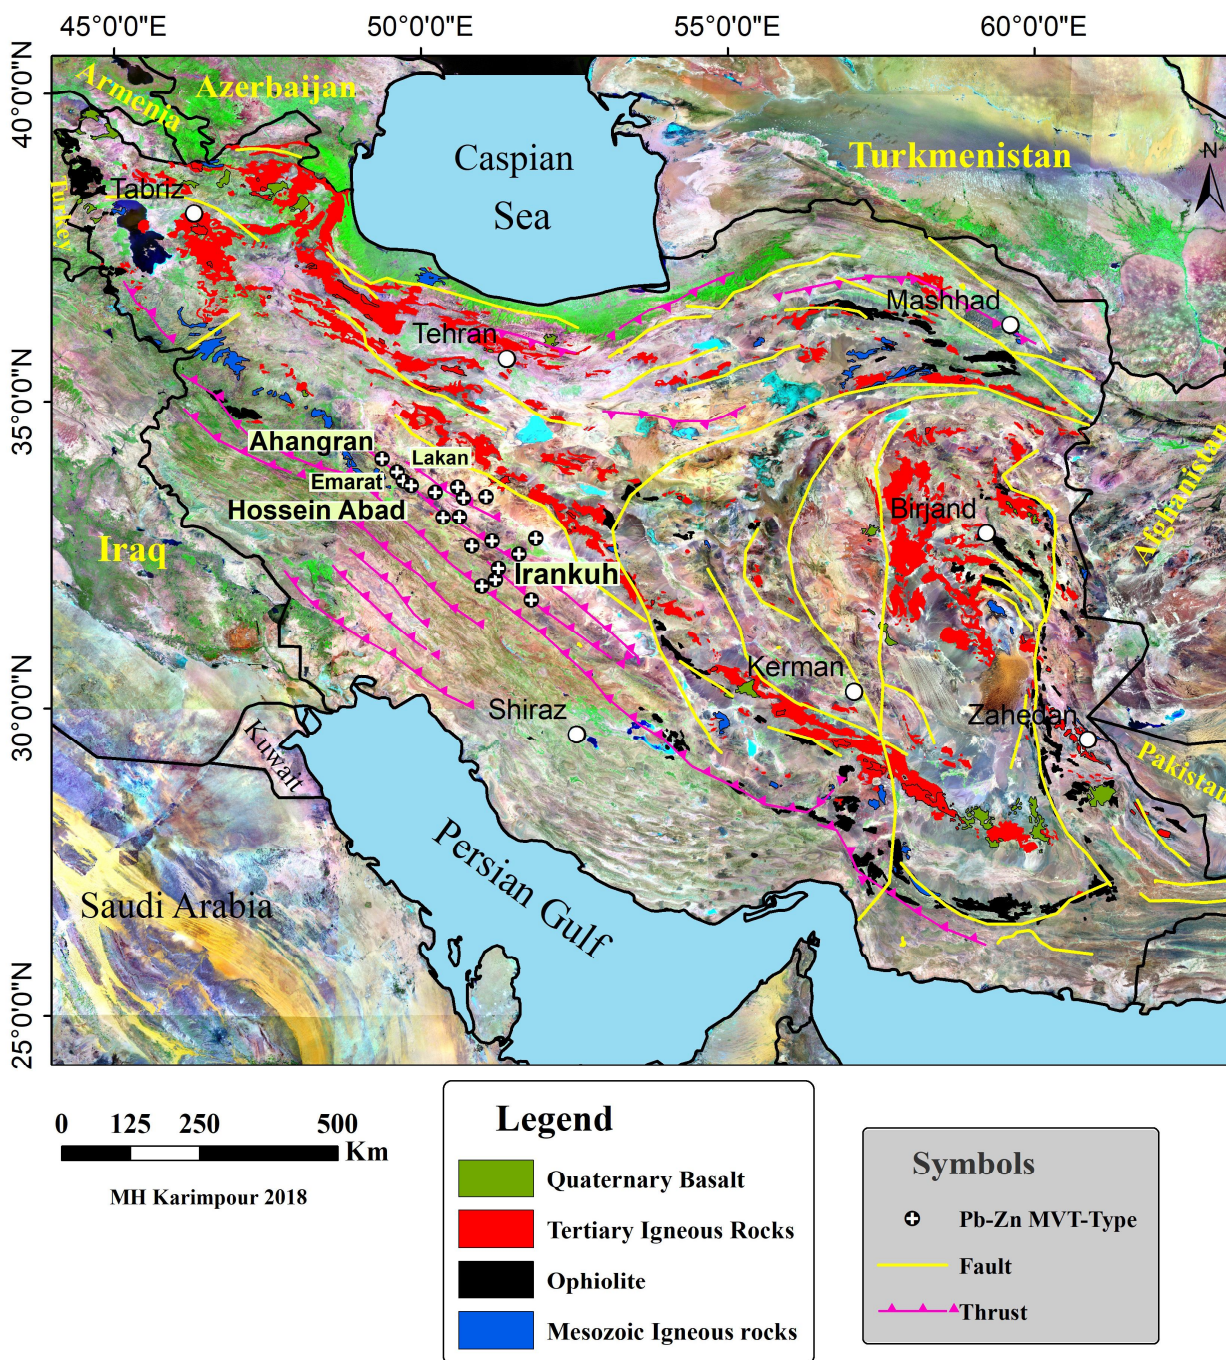 45°0'0"E
50°0'0"E
55°0'0"E
60°0'0"E
40°0'0"N
35°0'0"N
30°0'0"N
25°0'0"N
Armenia
Azerbaijan
Turkey
Tabriz
Caspian
Sea
Turkmenistan
N
Mashhad
Tehran
Ahangran
Lakan
Emarat
Hossein Abad
Irankuh
Iraq
Birjand
Afghanistan
Kerman
Shiraz
Zahedan
Pakistan
Kuwait
Persian Gulf
Saudi Arabia
0 125 250 500
Km
MH Karimpour 2018
Legend
Quaternary Basalt
Tertiary Igneous Rocks
Ophiolite
Mesozoic Igneous rocks
Symbols
Pb-Zn MVT-Type
Fault
Thrust